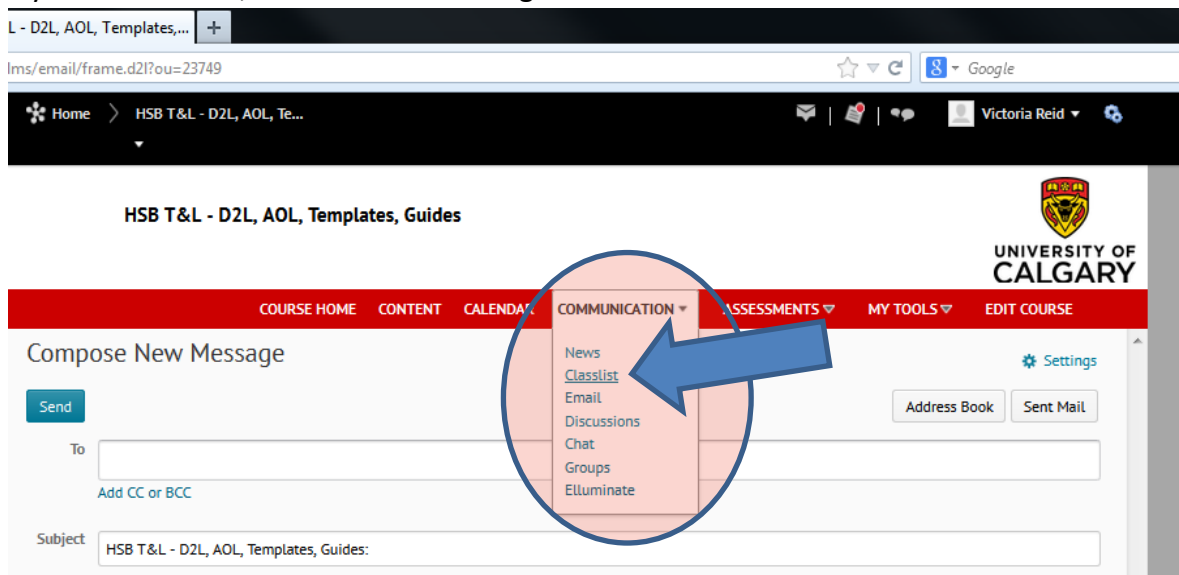 L - D2L, AOL, Templates,... +
lms/email/frame.d2l?ou=23749 8 Google
Home HSB T&L - D2L, AOL, Te... Victoria Reid
HSB T&L - D2L, AOL, Templates, Guides
UNIVERSITY OF
CALGARY
COURSE HOME CONTENT CALENDAR COMMUNICATION ASSESSMENTS MY TOOLS EDIT COURSE
Compose New Message
Settings
News
Classlist
Email
Discussions
Chat
Groups
Elluminate
Send
Address Book Sent Mail
To
Add CC or BCC
Subject HSB T&L - D2L, AOL, Templates, Guides: